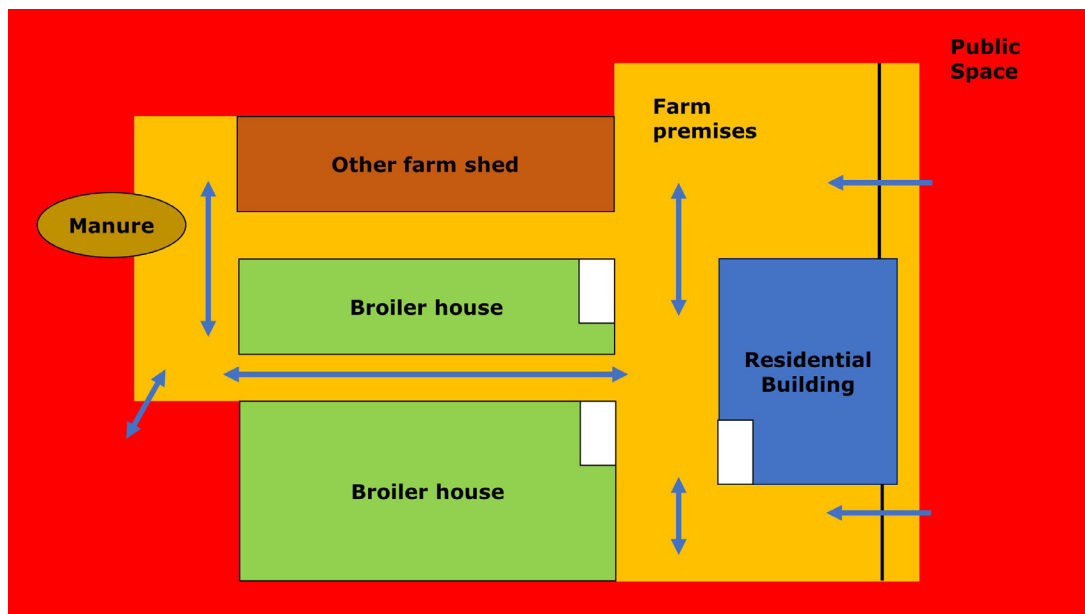 Public
Space
Farm
premises
Other farm shed
Manure
Broiler house
Residential
Building
Broiler house